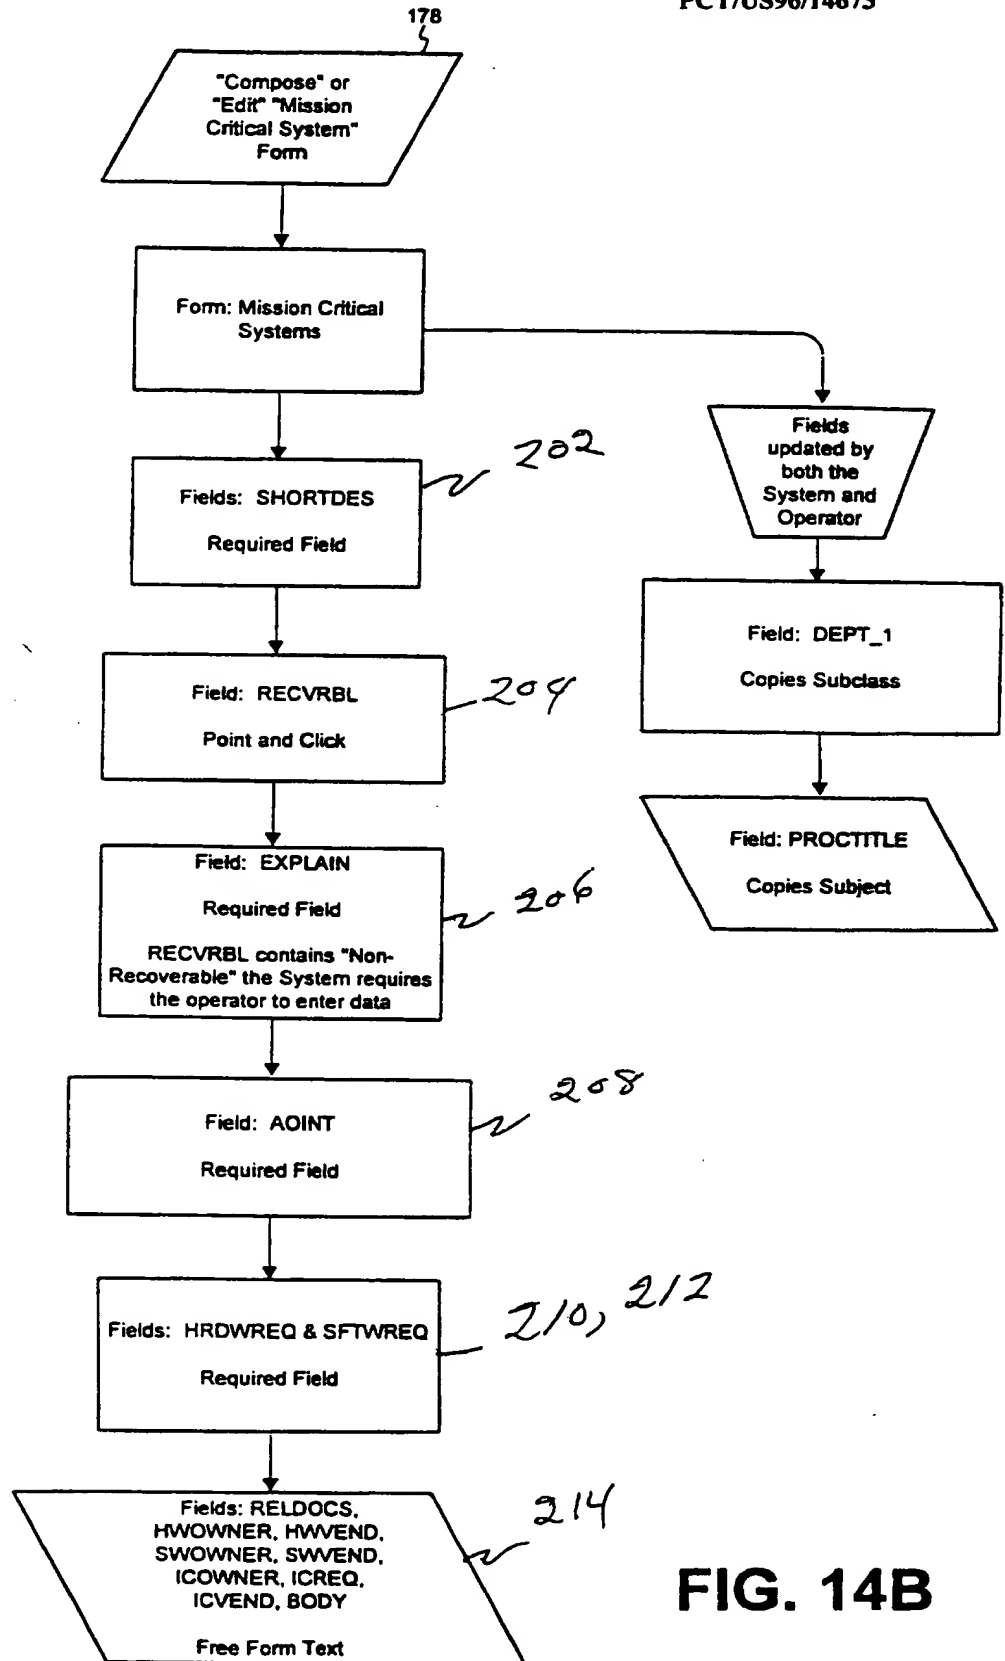 178
"Compose" or
"Edit" "Mission
Critical System"
Form
Form: Mission Critical
Systems
Fields: SHORTDES
Required Field
202
Field: RECVRBL
Point and Click
204
Field: EXPLAIN
Required Field
RECVRBL contains "Non-
Recoverable" the System requires
the operator to enter data
206
Field: AOINT
Required Field
208
Fields: HRDWREQ & SFTWREQ
Required Field
210, 212
Fields: RELDOCS,
HWOWNER, HWVEND,
SWOWNER, SWVEND,
ICOWNER, ICREQ,
ICVEND, BODY
Free Form Text
214
Fields
updated by
both the
System and
Operator
Field: DEPT_1
Copies Subclass
Field: PROCTITLE
Copies Subject
FIG. 14B